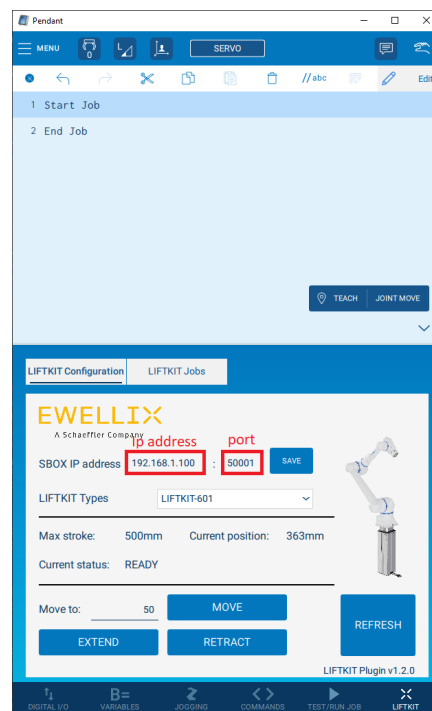 Pendant
MENU 0 SERVO
// abc Edit
1 Start Job
2 End Job
TEACH JOINT MOVE
LIFTKIT Configuration LIFTKIT Jobs
EWELLIX
A Schaeffler Company
ip address port
SBOX IP address 192.168.1.100 : 50001 SAVE
LIFTKIT Types LIFTKIT-601
Max stroke: 500mm Current position: 363mm
Current status: READY
Move to: 50 MOVE
EXTEND RETRACT REFRESH
LIFTKIT Plugin v1.2.0
DIGITAL I/O B= VARIABLES JOGGING COMMANDS TEST/RUN JOB LIFTKIT